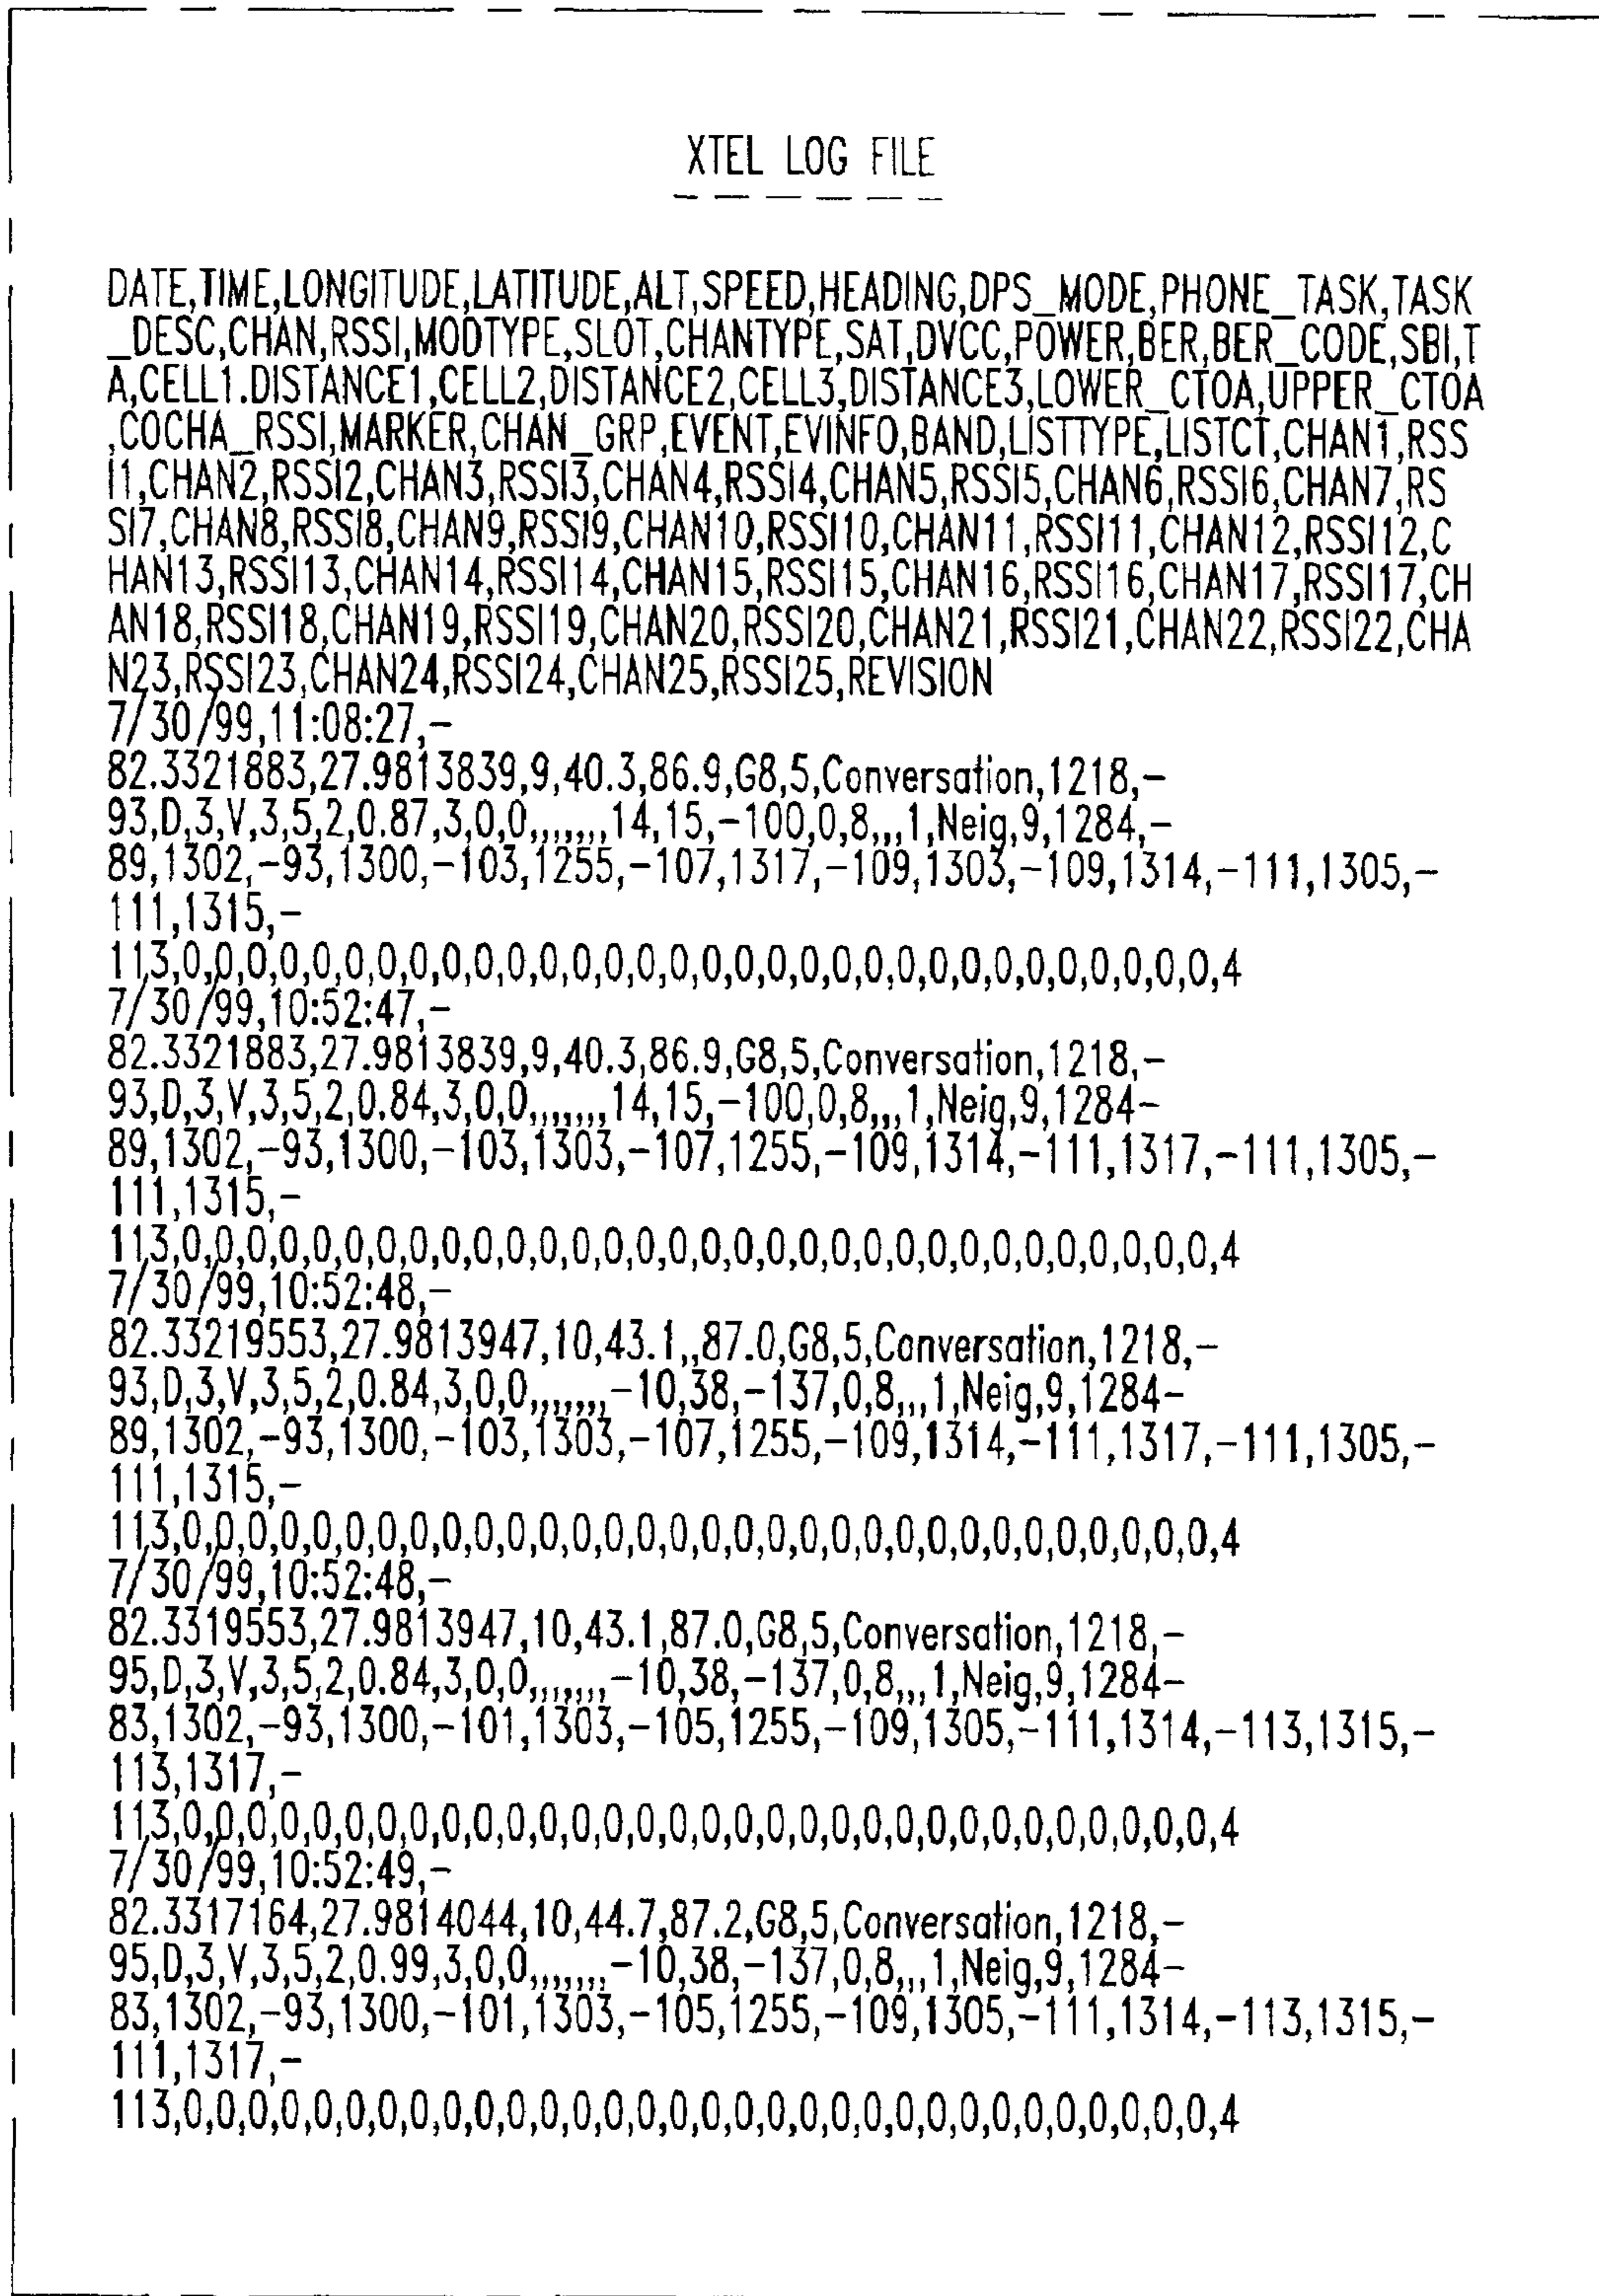 XTEL LOG FILE
DATE,TIME,LONGITUDE,LATITUDE,ALT,SPEED,HEADING,DPS_MODE,PHONE_TASK,TASK
_DESC,CHAN,RSSI,MODTYPE,SLOT,CHANTYPE,SAT,DVCC,POWER,BER,BER_CODE,SBI,T
A,CELL1.DISTANCE1,CELL2,DISTANCE2,CELL3,DISTANCE3,LOWER_CTOA,UPPER_CTOA
,COCHA_RSSI,MARKER,CHAN_GRP,EVENT,EVINFO,BAND,LISTTYPE,LISTCT,CHAN1,RSS
I1,CHAN2,RSSI2,CHAN3,RSSI3,CHAN4,RSSI4,CHAN5,RSSI5,CHAN6,RSSI6,CHAN7,RS
SI7,CHAN8,RSSI8,CHAN9,RSSI9,CHAN10,RSSI10,CHAN11,RSSI11,CHAN12,RSSI12,C
HAN13,RSSI13,CHAN14,RSSI14,CHAN15,RSSI15,CHAN16,RSSI16,CHAN17,RSSI17,CH
AN18,RSSI18,CHAN19,RSSI19,CHAN20,RSSI20,CHAN21,RSSI21,CHAN22,RSSI22,CHA
N23,RSSI23,CHAN24,RSSI24,CHAN25,RSSI25,REVISION
7/30/99,11:08:27,-
82.3321883,27.9813839,9,40.3,86.9,G8,5,Conversation,1218,-
93,D,3,V,3,5,2,0.87,3,0,0,,,,,,,14,15,-100,0,8,,,1,Neig,9,1284,-
89,1302,-93,1300,-103,1255,-107,1317,-109,1303,-109,1314,-111,1305,-
111,1315,-
113,0,0,0,0,0,0,0,0,0,0,0,0,0,0,0,0,0,0,0,0,0,0,0,0,0,0,0,0,0,0,0,0,4
7/30/99,10:52:47,-
82.3321883,27.9813839,9,40.3,86.9,G8,5,Conversation,1218,-
93,D,3,V,3,5,2,0.84,3,0,0,,,,,,,14,15,-100,0,8,,,1,Neig,9,1284-
89,1302,-93,1300,-103,1303,-107,1255,-109,1314,-111,1317,-111,1305,-
111,1315,-
113,0,0,0,0,0,0,0,0,0,0,0,0,0,0,0,0,0,0,0,0,0,0,0,0,0,0,0,0,0,0,0,0,4
7/30/99,10:52:48,-
82.33219553,27.9813947,10,43.1,,87.0,G8,5,Conversation,1218,-
93,D,3,V,3,5,2,0.84,3,0,0,,,,,,,-10,38,-137,0,8,,,1,Neig,9,1284-
89,1302,-93,1300,-103,1303,-107,1255,-109,1314,-111,1317,-111,1305,-
111,1315,-
113,0,0,0,0,0,0,0,0,0,0,0,0,0,0,0,0,0,0,0,0,0,0,0,0,0,0,0,0,0,0,0,0,4
7/30/99,10:52:48,-
82.3319553,27.9813947,10,43.1,87.0,G8,5,Conversation,1218,-
95,D,3,V,3,5,2,0.84,3,0,0,,,,,,,-10,38,-137,0,8,,,1,Neig,9,1284-
83,1302,-93,1300,-101,1303,-105,1255,-109,1305,-111,1314,-113,1315,-
113,1317,-
113,0,0,0,0,0,0,0,0,0,0,0,0,0,0,0,0,0,0,0,0,0,0,0,0,0,0,0,0,0,0,0,0,4
7/30/99,10:52:49,-
82.3317164,27.9814044,10,44.7,87.2,G8,5,Conversation,1218,-
95,D,3,V,3,5,2,0.99,3,0,0,,,,,,,-10,38,-137,0,8,,,1,Neig,9,1284-
83,1302,-93,1300,-101,1303,-105,1255,-109,1305,-111,1314,-113,1315,-
111,1317,-
113,0,0,0,0,0,0,0,0,0,0,0,0,0,0,0,0,0,0,0,0,0,0,0,0,0,0,0,0,0,0,0,0,4